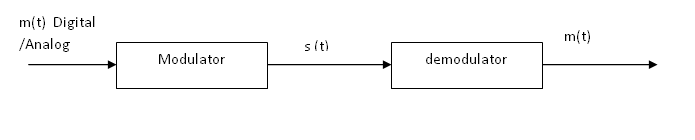 m(t) Digital
/Analog
Modulator
s(t)
demodulator
m(t)